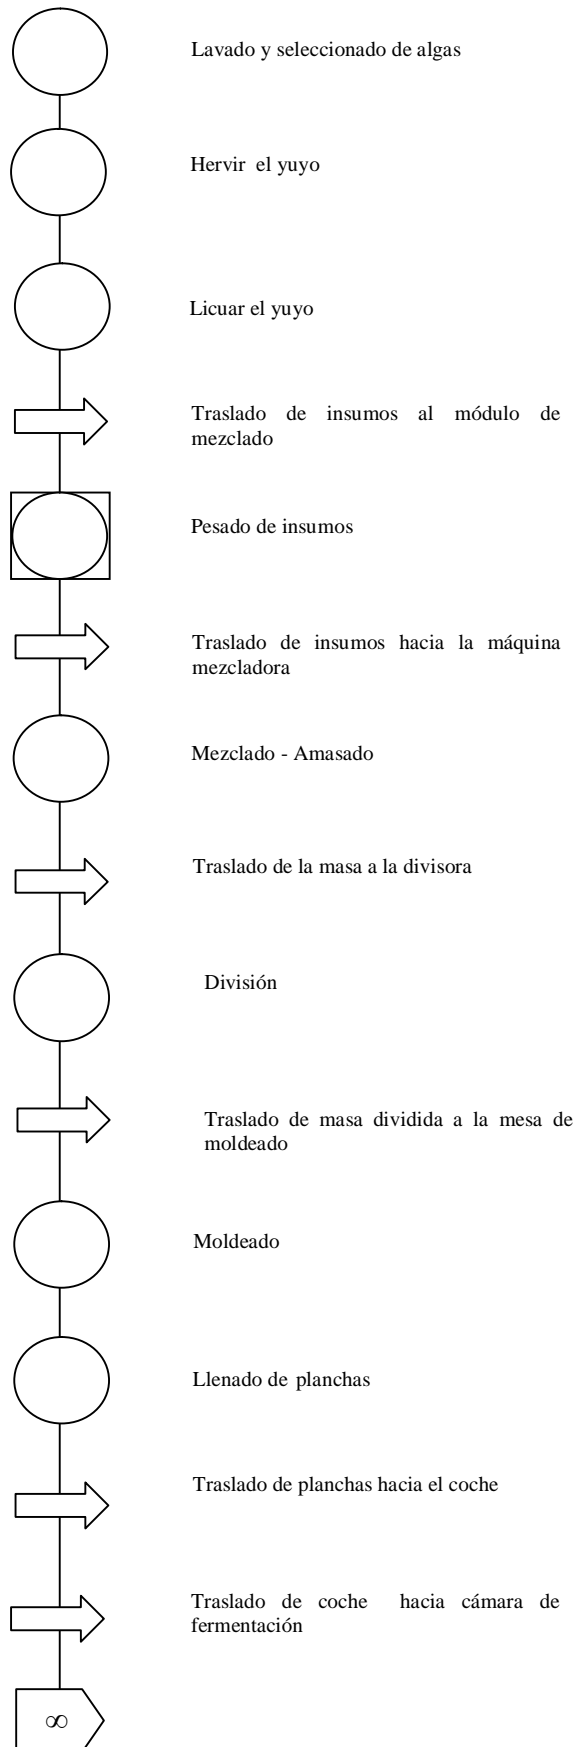 Lavado y seleccionado de algas
Hervir el yuyo
Licuar el yuyo
Traslado de insumos al módulo de
mezclado
Pesado de insumos
Traslado de insumos hacia la máquina
mezcladora
Mezclado - Amasado
Traslado de la masa a la divisora
División
Traslado de masa dividida a la mesa de
moldeado
Moldeado
Llenado de planchas
Traslado de planchas hacia el coche
Traslado de coche hacia cámara de
fermentación
∞